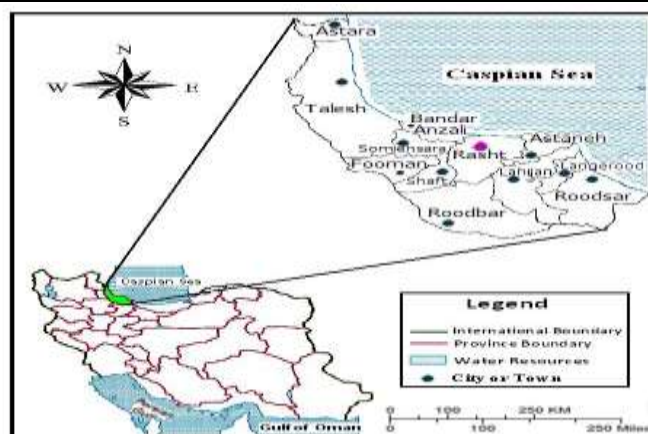 N
W E
S
Astara
Caspian Sea
Talesh
Bandar
Anzali
Astaneh
Somiahsara
Rasht
Fooman
Shaft
Lahijan
Langerood
Roodsar
Roodbar
Caspian Sea
Legend
International Boundary
Province Boundary
Water Resources
City or Town
Gulf of Oman
0 100 250 KM
0 100 250 Miles